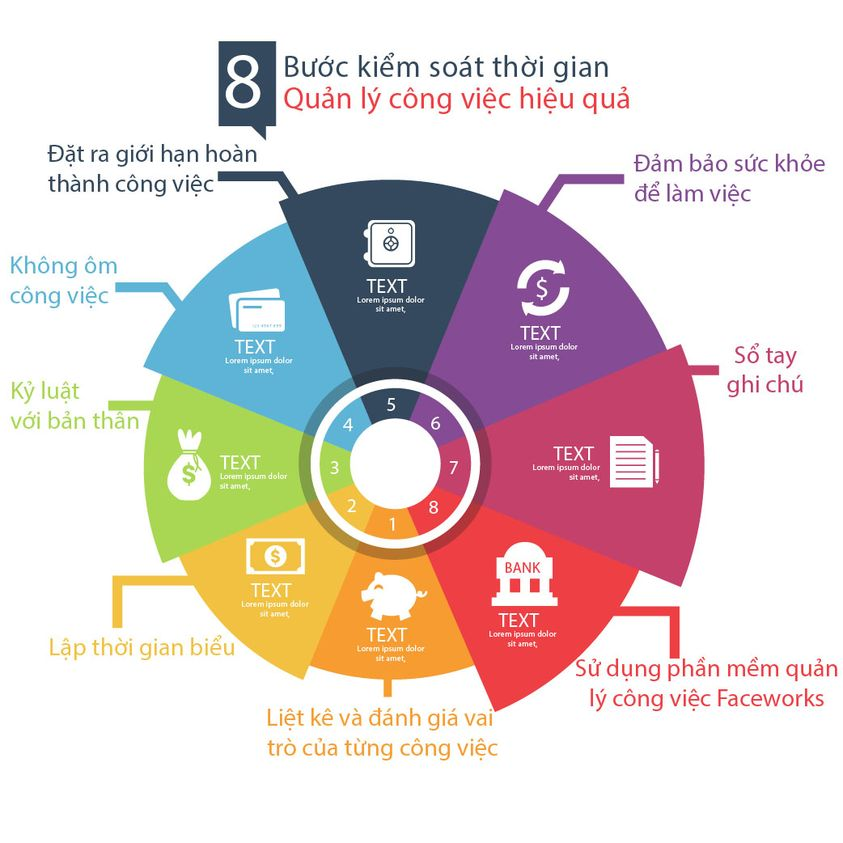 8
Bước kiểm soát thời gian
Quản lý công việc hiệu quả
Đặt ra giới hạn hoàn
thành công việc
Đảm bảo sức khỏe
để làm việc
Không ôm
công việc
Sổ tay
ghi chú
Kỷ luật
với bản thân
Lập thời gian biểu
Liệt kê và đánh giá vai
trò của từng công việc
Sử dụng phần mềm quản
lý công việc Faceworks
TEXT
Lorem ipsum dolor
sit amet,
$
TEXT
Lorem ipsum dolor
sit amet,
TEXT
Lorem ipsum dolor
sit amet,
TEXT
Lorem ipsum dolor
sit amet,
$
TEXT
Lorem ipsum dolor
sit amet,
$
TEXT
Lorem ipsum dolor
sit amet,
TEXT
Lorem ipsum dolor
sit amet,
BANK
TEXT
Lorem ipsum dolor
sit amet,
1
2
3
4
5
6
7
8